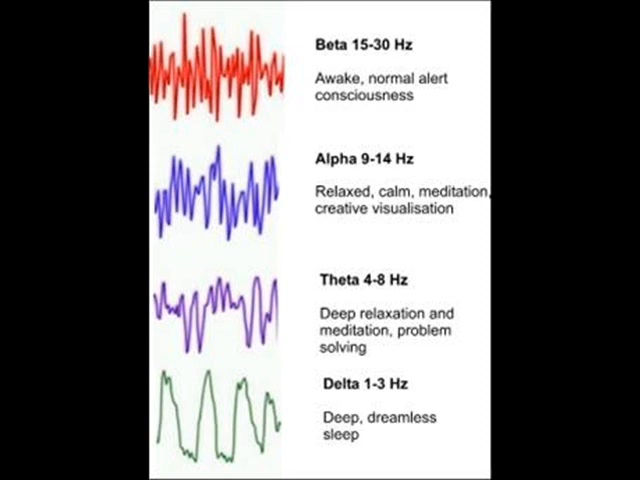 Beta 15-30 Hz
Awake, normal alert
consciousness
Alpha 9-14 Hz
Relaxed, calm, meditation,
creative visualisation
Theta 4-8 Hz
Deep relaxation and
meditation, problem
solving
Delta 1-3 Hz
Deep, dreamless
sleep